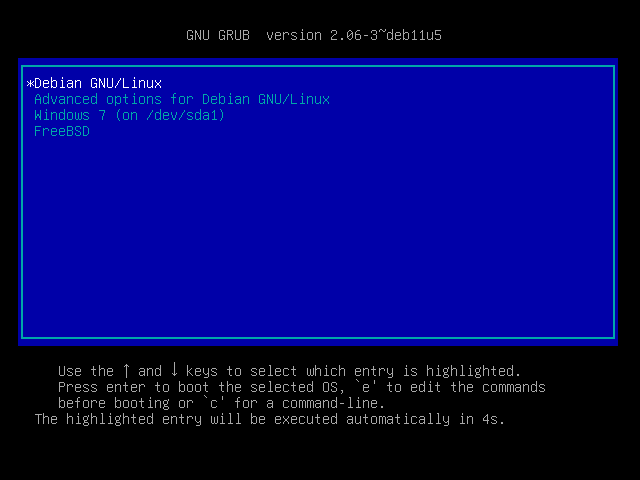 GNU GRUB  version 2.06-3~deb11u5
*Debian GNU/Linux
Advanced options for Debian GNU/Linux
Windows 7 (on /dev/sda1)
FreeBSD
Use the ↑ and ↓ keys to select which entry is highlighted.
Press enter to boot the selected OS, `e' to edit the commands
before booting or `c' for a command-line.
The highlighted entry will be executed automatically in 4s.